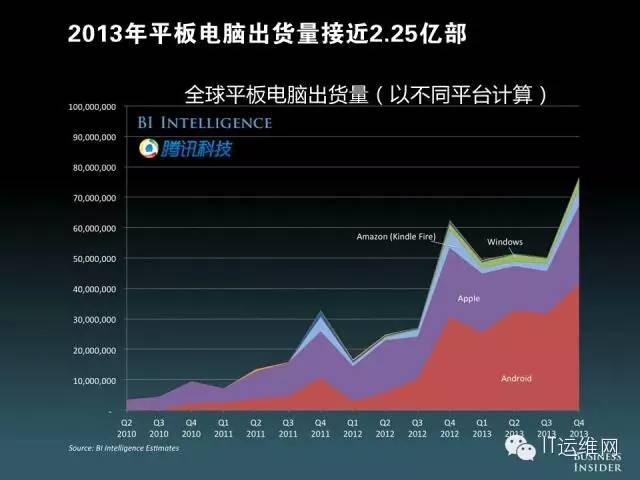 2013年平板电脑出货量接近2.25亿部
全球平板电脑出货量（以不同平台计算）
100,000,000
90,000,000
80,000,000
70,000,000
60,000,000
50,000,000
40,000,000
30,000,000
20,000,000
10,000,000
-
BI INTELLIGENCE
腾讯科技
Amazon (Kindle Fire)
Windows
Apple
Android
Q2 2010
Q3 2010
Q4 2010
Q1 2011
Q2 2011
Q3 2011
Q4 2011
Q1 2012
Q2 2012
Q3 2012
Q4 2012
Q1 2013
Q2 2013
Q3 2013
Q4 2013
Source: BI Intelligence Estimates
IT运维网
BUSINESS
INSIDER